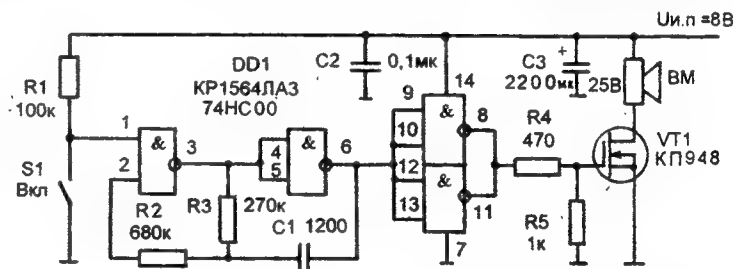 Uи.п =8В
DD1
КР1564ЛА3
74НС00
C2
0,1мк
C3
+
2200мк
25В
ВМ
R1
100к
14
9
8
1
&
3
4
5
&
6
10
&
12
&
13
11
7
R4
470
VT1
КП948
2
S1
Вкл
R2
680к
R3
270к
C1 1200
R5
1к